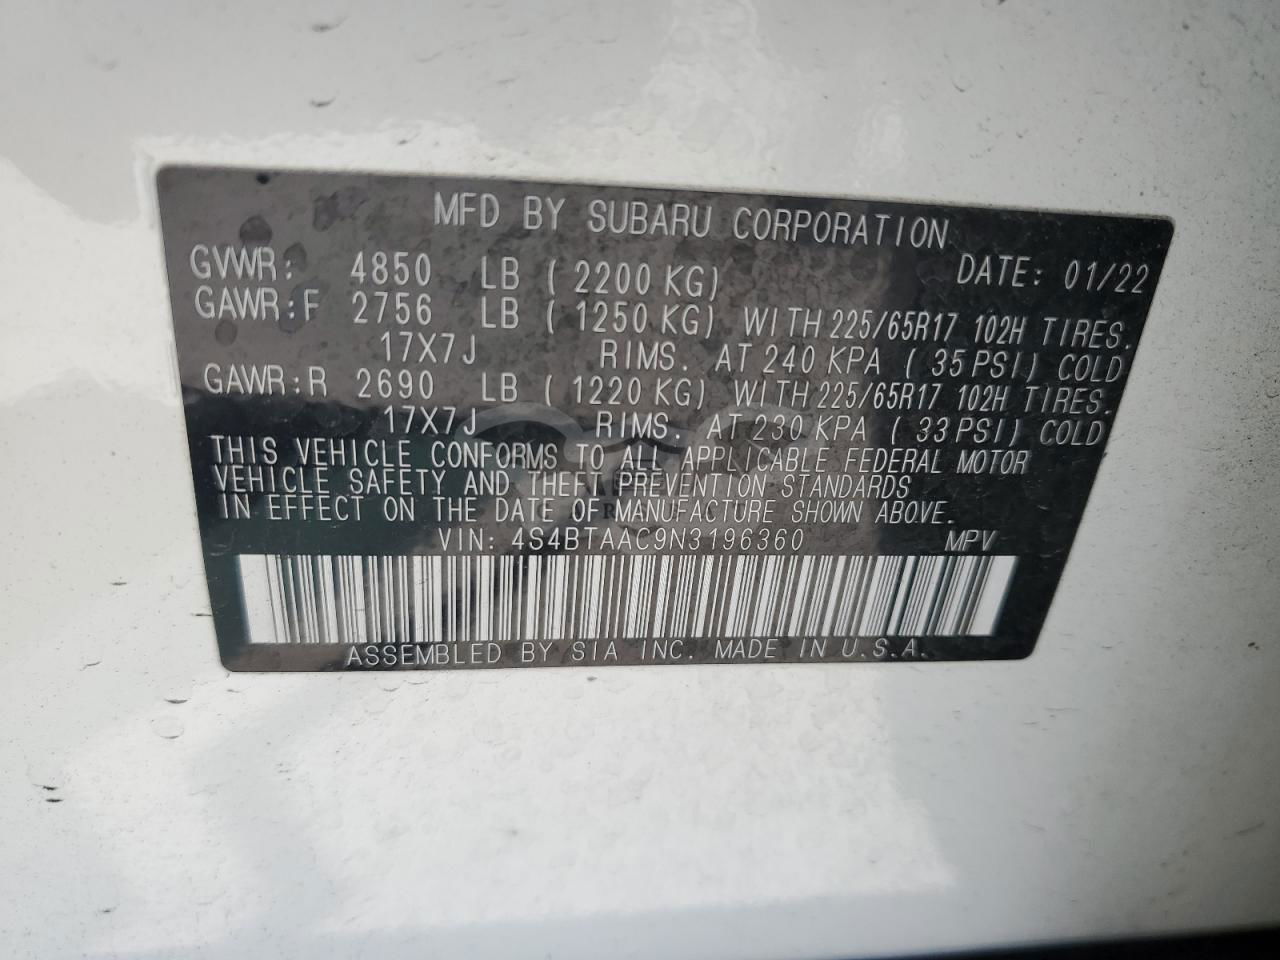 MFD BY SUBARU CORPORATION
GVWR: 4850 LB ( 2200 KG) DATE: 01/22
GAWR:F 2756 LB ( 1250 KG) WITH 225/65R17 102H TIRES.
17X7J RIMS. AT 240 KPA ( 35 PSI) COLD
GAWR:R 2690 LB ( 1220 KG) WITH 225/65R17 102H TIRES.
17X7J RIMS. AT 230 KPA ( 33 PSI) COLD
THIS VEHICLE CONFORMS TO ALL APPLICABLE FEDERAL MOTOR
VEHICLE SAFETY AND THEFT PREVENTION STANDARDS
IN EFFECT ON THE DATE OF MANUFACTURE SHOWN ABOVE.
VIN: 4S4BTAAC9N3196360 MPV
ASSEMBLED BY SIA INC. MADE IN U.S.A.